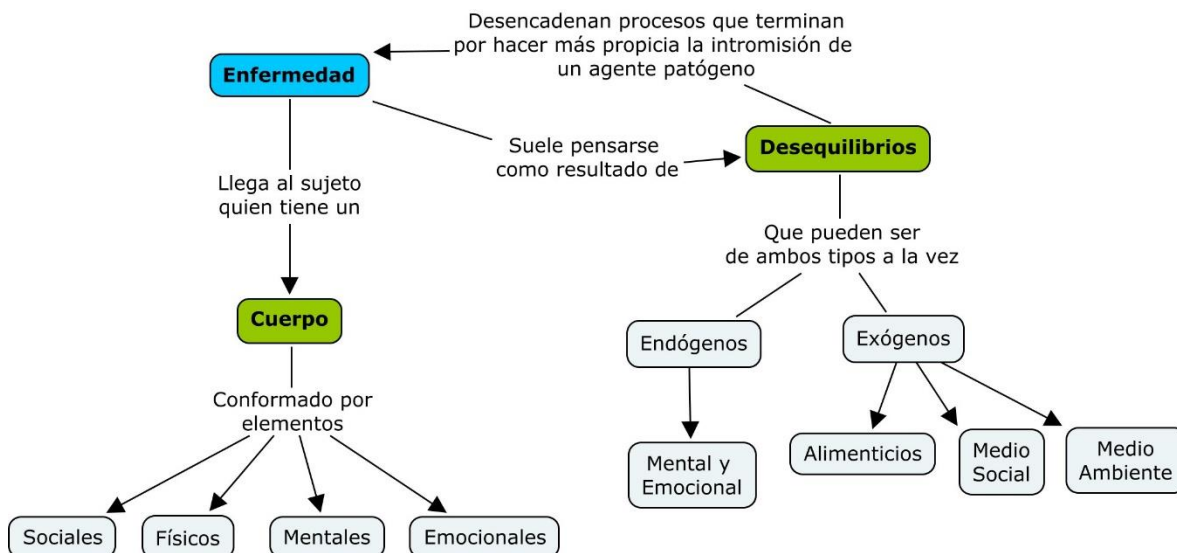 Desencadenan procesos que terminan
por hacer más propicia la intromisión de
un agente patógeno
Enfermedad
Suele pensarse
como resultado de
Desequilibrios
Llega al sujeto
quien tiene un
Que pueden ser
de ambos tipos a la vez
Cuerpo
Endógenos
Exógenos
Conformado por
elementos
Mental y
Emocional
Alimenticios
Medio
Social
Medio
Ambiente
Sociales
Físicos
Mentales
Emocionales